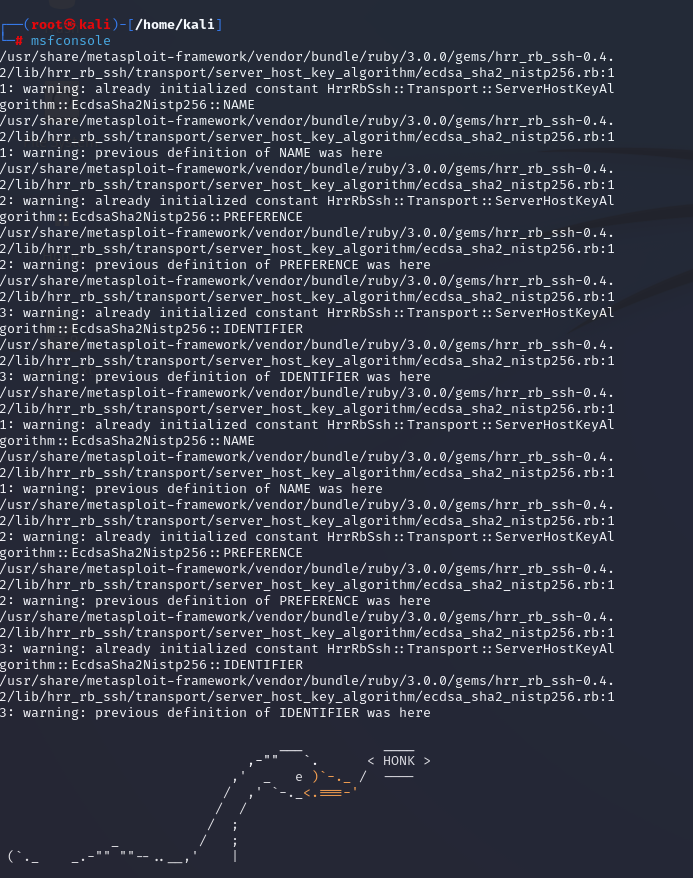 ┌──(root㉿kali)-[/home/kali]
└─# msfconsole
/usr/share/metasploit-framework/vendor/bundle/ruby/3.0.0/gems/hrr_rb_ssh-0.4.
2/lib/hrr_rb_ssh/transport/server_host_key_algorithm/ecdsa_sha2_nistp256.rb:1
1: warning: already initialized constant HrrRbSsh::Transport::ServerHostKeyAl
gorithm::EcdsaSha2Nistp256::NAME
/usr/share/metasploit-framework/vendor/bundle/ruby/3.0.0/gems/hrr_rb_ssh-0.4.
2/lib/hrr_rb_ssh/transport/server_host_key_algorithm/ecdsa_sha2_nistp256.rb:1
1: warning: previous definition of NAME was here
/usr/share/metasploit-framework/vendor/bundle/ruby/3.0.0/gems/hrr_rb_ssh-0.4.
2/lib/hrr_rb_ssh/transport/server_host_key_algorithm/ecdsa_sha2_nistp256.rb:1
2: warning: already initialized constant HrrRbSsh::Transport::ServerHostKeyAl
gorithm::EcdsaSha2Nistp256::PREFERENCE
/usr/share/metasploit-framework/vendor/bundle/ruby/3.0.0/gems/hrr_rb_ssh-0.4.
2/lib/hrr_rb_ssh/transport/server_host_key_algorithm/ecdsa_sha2_nistp256.rb:1
2: warning: previous definition of PREFERENCE was here
/usr/share/metasploit-framework/vendor/bundle/ruby/3.0.0/gems/hrr_rb_ssh-0.4.
2/lib/hrr_rb_ssh/transport/server_host_key_algorithm/ecdsa_sha2_nistp256.rb:1
3: warning: already initialized constant HrrRbSsh::Transport::ServerHostKeyAl
gorithm::EcdsaSha2Nistp256::IDENTIFIER
/usr/share/metasploit-framework/vendor/bundle/ruby/3.0.0/gems/hrr_rb_ssh-0.4.
2/lib/hrr_rb_ssh/transport/server_host_key_algorithm/ecdsa_sha2_nistp256.rb:1
3: warning: previous definition of IDENTIFIER was here
/usr/share/metasploit-framework/vendor/bundle/ruby/3.0.0/gems/hrr_rb_ssh-0.4.
2/lib/hrr_rb_ssh/transport/server_host_key_algorithm/ecdsa_sha2_nistp256.rb:1
1: warning: already initialized constant HrrRbSsh::Transport::ServerHostKeyAl
gorithm::EcdsaSha2Nistp256::NAME
/usr/share/metasploit-framework/vendor/bundle/ruby/3.0.0/gems/hrr_rb_ssh-0.4.
2/lib/hrr_rb_ssh/transport/server_host_key_algorithm/ecdsa_sha2_nistp256.rb:1
1: warning: previous definition of NAME was here
/usr/share/metasploit-framework/vendor/bundle/ruby/3.0.0/gems/hrr_rb_ssh-0.4.
2/lib/hrr_rb_ssh/transport/server_host_key_algorithm/ecdsa_sha2_nistp256.rb:1
2: warning: already initialized constant HrrRbSsh::Transport::ServerHostKeyAl
gorithm::EcdsaSha2Nistp256::PREFERENCE
/usr/share/metasploit-framework/vendor/bundle/ruby/3.0.0/gems/hrr_rb_ssh-0.4.
2/lib/hrr_rb_ssh/transport/server_host_key_algorithm/ecdsa_sha2_nistp256.rb:1
2: warning: previous definition of PREFERENCE was here
/usr/share/metasploit-framework/vendor/bundle/ruby/3.0.0/gems/hrr_rb_ssh-0.4.
2/lib/hrr_rb_ssh/transport/server_host_key_algorithm/ecdsa_sha2_nistp256.rb:1
3: warning: already initialized constant HrrRbSsh::Transport::ServerHostKeyAl
gorithm::EcdsaSha2Nistp256::IDENTIFIER
/usr/share/metasploit-framework/vendor/bundle/ruby/3.0.0/gems/hrr_rb_ssh-0.4.
2/lib/hrr_rb_ssh/transport/server_host_key_algorithm/ecdsa_sha2_nistp256.rb:1
3: warning: previous definition of IDENTIFIER was here
                                   ___          ____
                               ,-""   `.      < HONK >
                             ,'  _   e )`-._ /  ----
                            /  ,' `-._<.===-'
                           /  /
                          /  ;
              _          /   ;
 (`._    _.-"" ""--..__,'    |